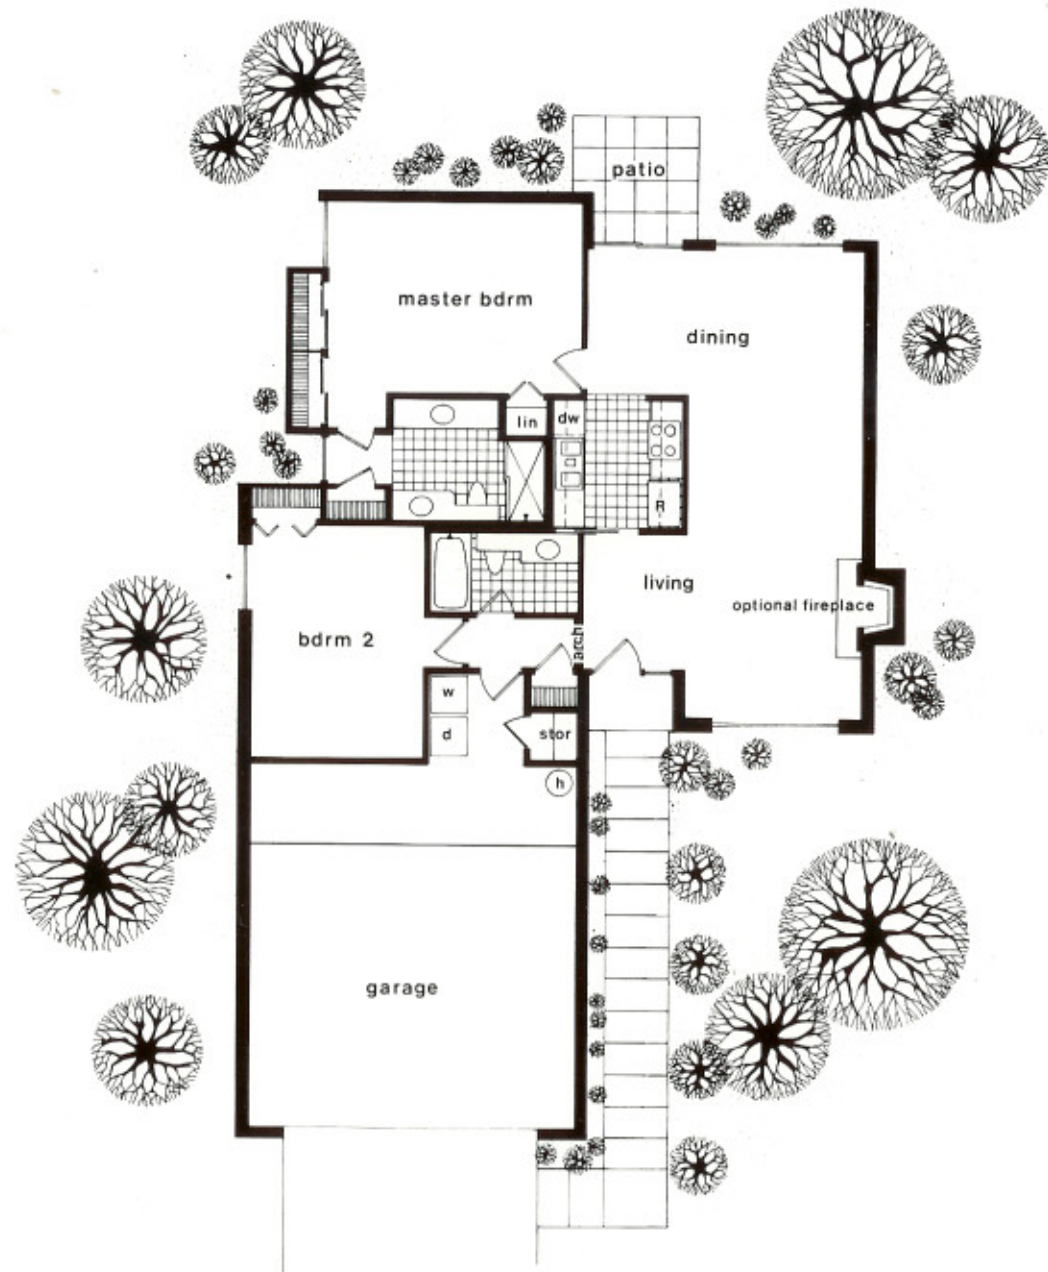 patio
master bdrm
dining
lin
dw
R
living
optional fireplace
bdrm 2
arch
w
d
stor
h
garage